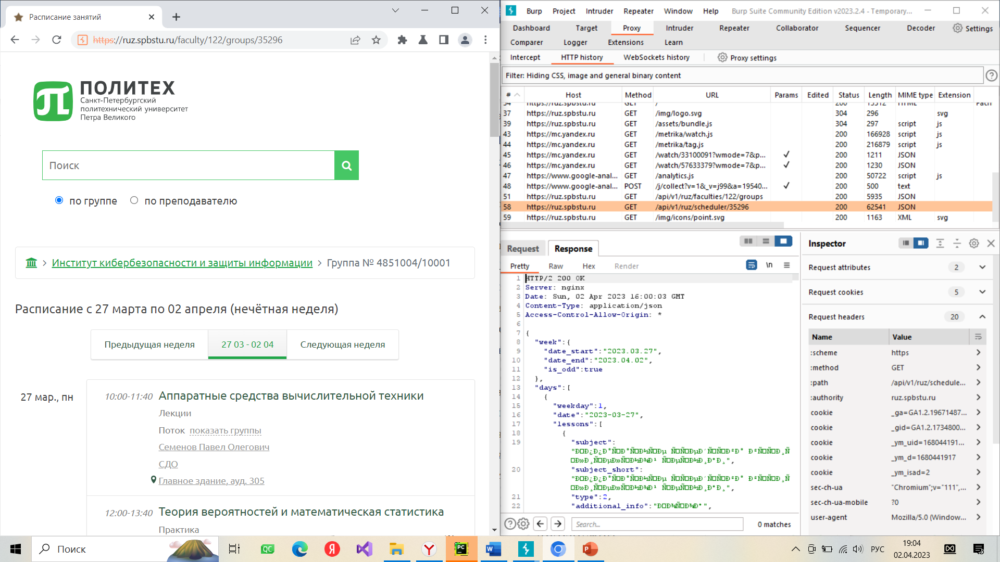 Расписание занятий
https://ruz.spbstu.ru/faculty/122/groups/35296
ПОЛИТЕХ
Санкт-Петербургский
политехнический университет
Петра Великого
Поиск
по группе по преподавателю
> Институт кибербезопасности и защиты информации > Группа № 4851004/10001
Расписание с 27 марта по 02 апреля (нечётная неделя)
Предыдущая неделя 27 03 - 02 04 Следующая неделя
27 мар., пн 10:00-11:40 Аппаратные средства вычислительной техники
Лекции
Поток показать группы
Семенов Павел Олегович
СДО
Главное здание, ауд. 305
12:00-13:40 Теория вероятностей и математическая статистика
Практика
Burp Project Intruder Repeater Window Help Burp Suite Community Edition v2023.2.4 - Temporary...
Dashboard Target Proxy Intruder Repeater Collaborator Sequencer Decoder Settings
Comparer Logger Extensions Learn
Intercept HTTP history WebSockets history Proxy settings
Filter: Hiding CSS, image and general binary content
# Host Method URL Params Edited Status Length MIME type Extension
37 https://ruz.spbstu.ru GET /img/logo.svg 304 296 svg
39 https://ruz.spbstu.ru GET /assets/bundle.js 304 297 script js
43 https://mc.yandex.ru GET /metrika/watch.js 200 166928 script js
44 https://mc.yandex.ru GET /metrika/tag.js 200 216879 script js
45 https://mc.yandex.ru GET /watch/33100091?wmode=7&p... ✓ 200 1211 JSON
46 https://mc.yandex.ru GET /watch/57633379?wmode=7&p... ✓ 200 1230 JSON
47 https://www.google-anal... GET /analytics.js 200 50722 script js
48 https://www.google-anal... POST /j/collect?v=1&_v=j99&a=19540... ✓ 200 500 text
51 https://ruz.spbstu.ru GET /api/v1/ruz/faculties/122/groups 200 5935 JSON
58 https://ruz.spbstu.ru GET /api/v1/ruz/scheduler/35296 200 62541 JSON
59 https://ruz.spbstu.ru GET /img/icons/point.svg 200 1163 XML svg
Request Response
Pretty Raw Hex Render \n
1 HTTP/2 200 OK
2 Server: nginx
3 Date: Sun, 02 Apr 2023 16:00:03 GMT
4 Content-Type: application/json
5 Access-Control-Allow-Origin: *
6
7 {
8 "week":{
9 "date_start":"2023.03.27",
10 "date_end":"2023.04.02",
11 "is_odd":true
12 },
13 "days":[
14 {
15 "weekday":1,
16 "date":"2023-03-27",
17 "lessons":[
18 {
19 "subject":
20 "subject_short":
21 "type":2,
22 "additional_info":
Search... 0 matches
Inspector
Request attributes 2
Request cookies 5
Request headers 20
Name Value
:scheme https
:method GET
:path /api/v1/ruz/schedule...
:authority ruz.spbstu.ru
cookie _ga=GA1.2.19671487...
cookie _gid=GA1.2.1734800...
cookie _ym_uid=168044191...
cookie _ym_d=1680441917
cookie _ym_isad=2
sec-ch-ua "Chromium";v="111",...
sec-ch-ua-mobile ?0
user-agent Mozilla/5.0 (Window...
Поиск
QC
Я
Y
PC
W
P
РУС
19:04
02.04.2023